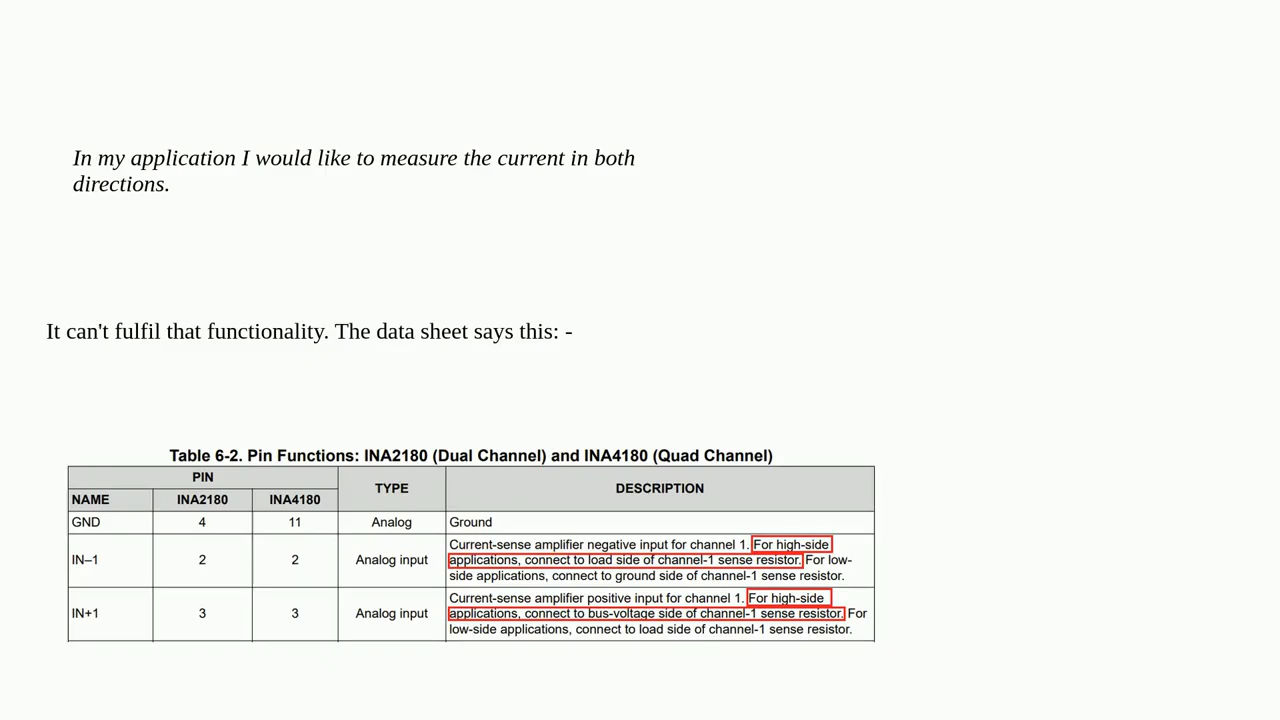 In my application I would like to measure the current in both
directions.
It can't fulfil that functionality. The data sheet says this: -
Table 6-2. Pin Functions: INA2180 (Dual Channel) and INA4180 (Quad Channel)
PIN
TYPE
DESCRIPTION
NAME INA2180 INA4180
GND 4 11 Analog Ground
IN–1 2 2 Analog input Current-sense amplifier negative input for channel 1. For high-side
applications, connect to load side of channel-1 sense resistor. For low-
side applications, connect to ground side of channel-1 sense resistor.
IN+1 3 3 Analog input Current-sense amplifier positive input for channel 1. For high-side
applications, connect to bus-voltage side of channel-1 sense resistor. For
low-side applications, connect to load side of channel-1 sense resistor.